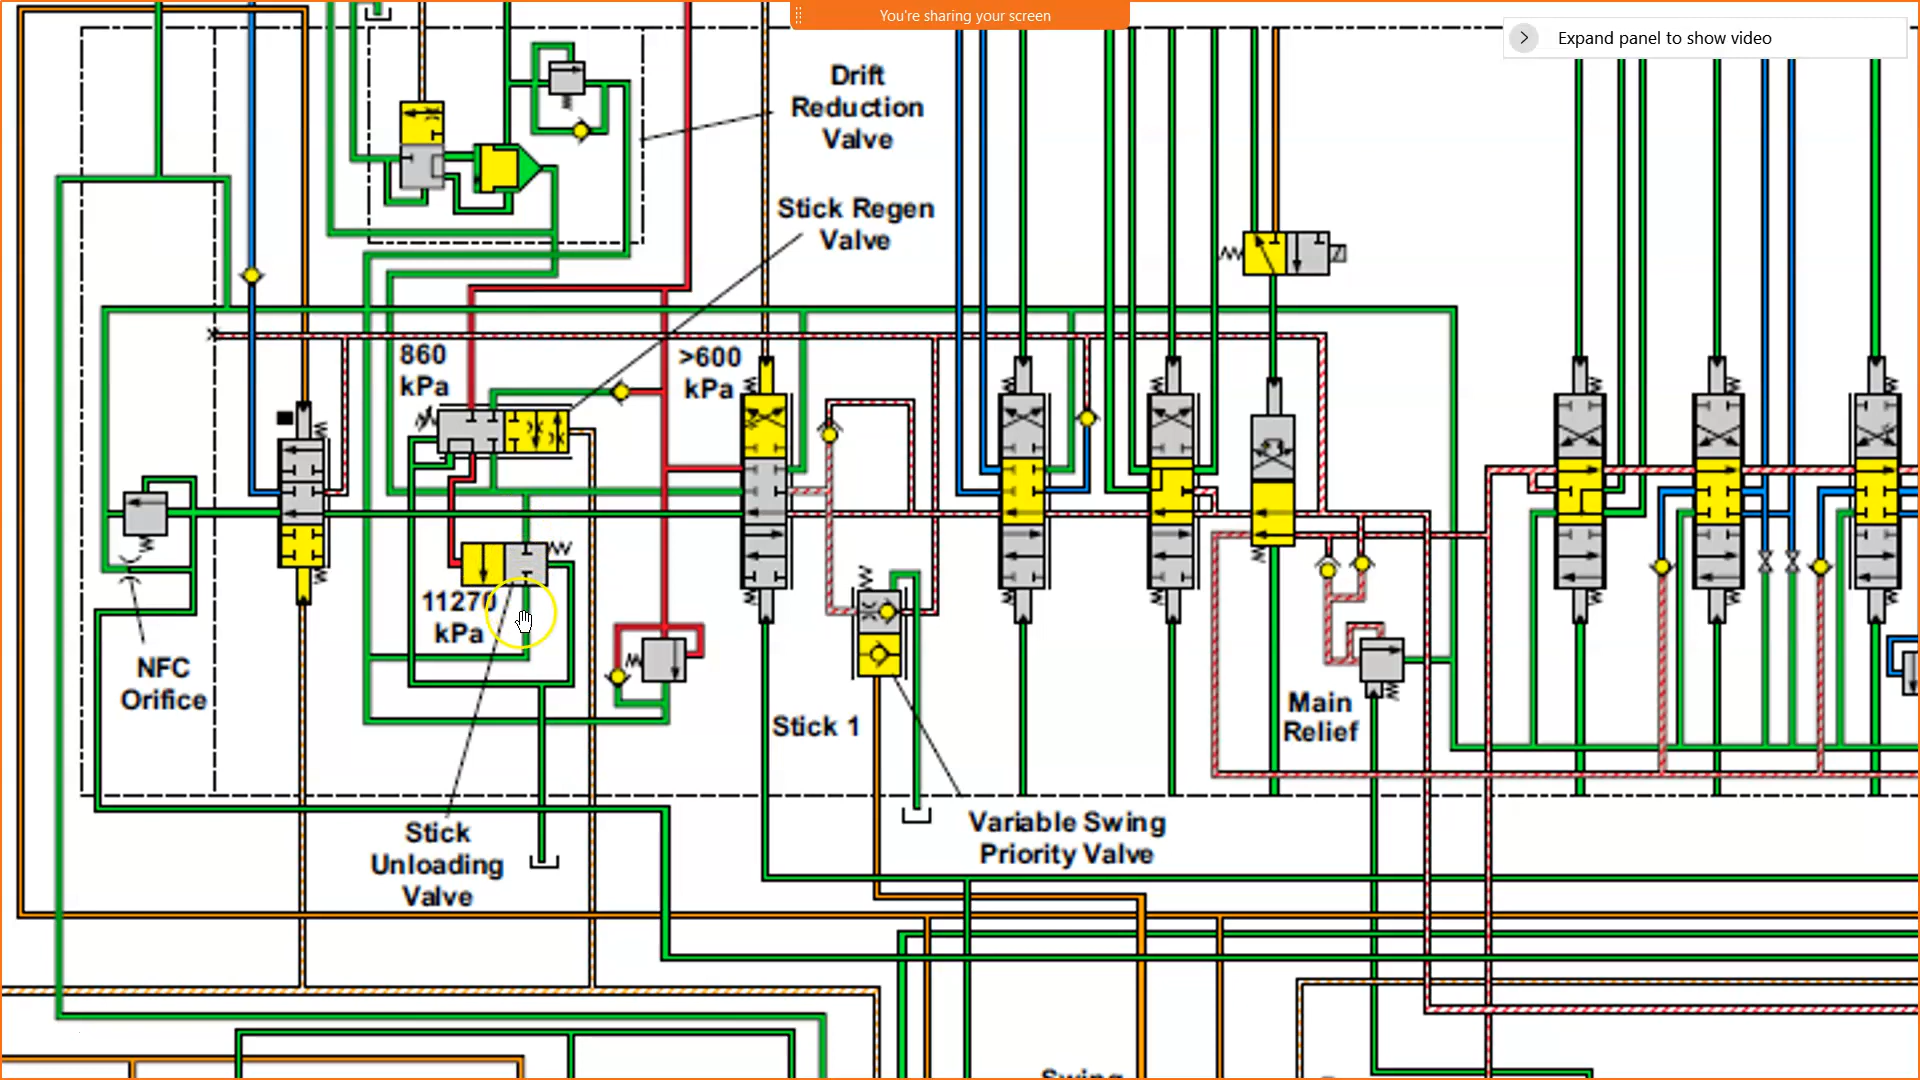 You're sharing your screen
Expand panel to show video
Drift
Reduction
Valve
Stick Regen
Valve
860
kPa
>600
kPa
11270
kPa
NFC
Orifice
Stick 1
Main
Relief
Stick
Unloading
Valve
Variable Swing
Priority Valve
Swing